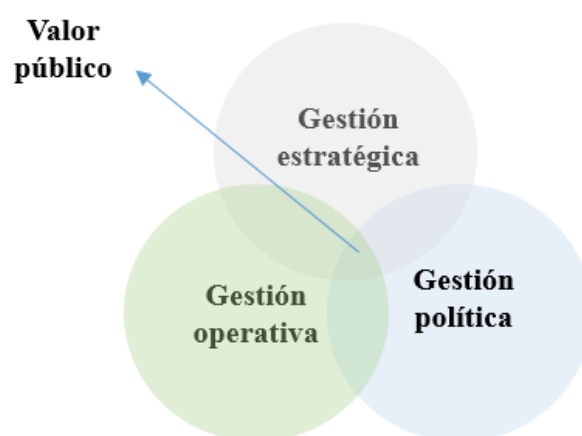 Valor
público
Gestión
estratégica
Gestión
operativa
Gestión
política